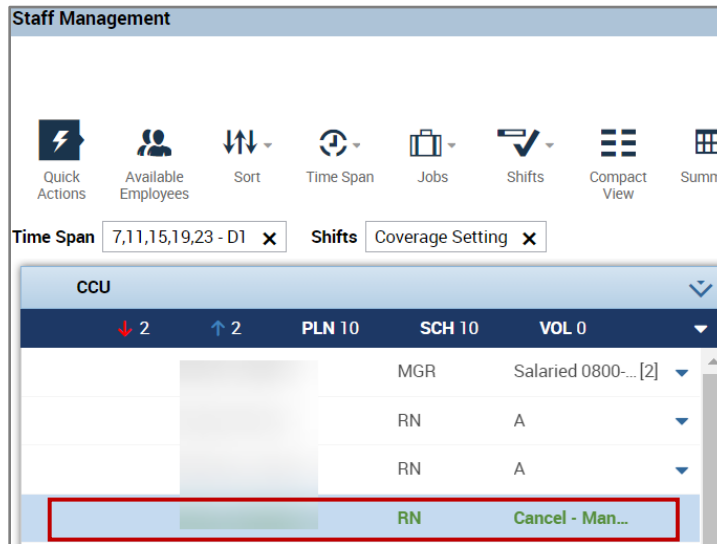 Staff Management
Quick Actions
Available Employees
Sort
Time Span
Jobs
Shifts
Compact View
Summ
Time Span 7,11,15,19,23 - D1 Shifts Coverage Setting
CCU
2 2 PLN 10 SCH 10 VOL 0
MGR Salaried 0800-... [2]
RN A
RN A
RN Cancel - Man...